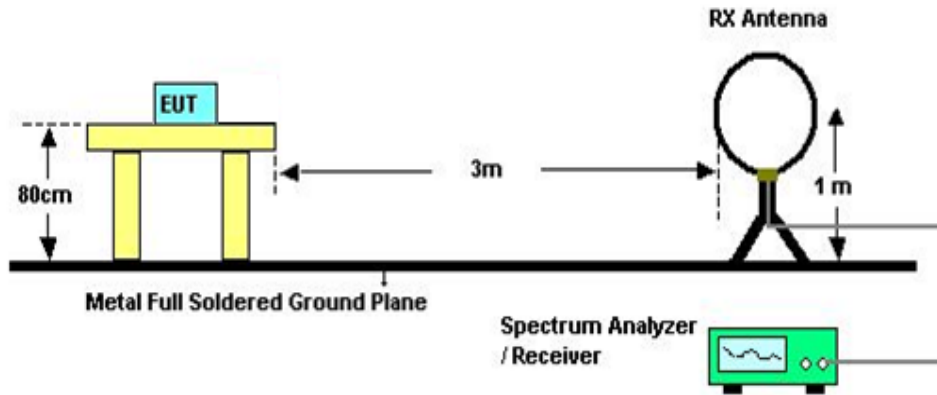 RX Antenna
EUT
3m
80cm
1 m
Metal Full Soldered Ground Plane
Spectrum Analyzer
/ Receiver